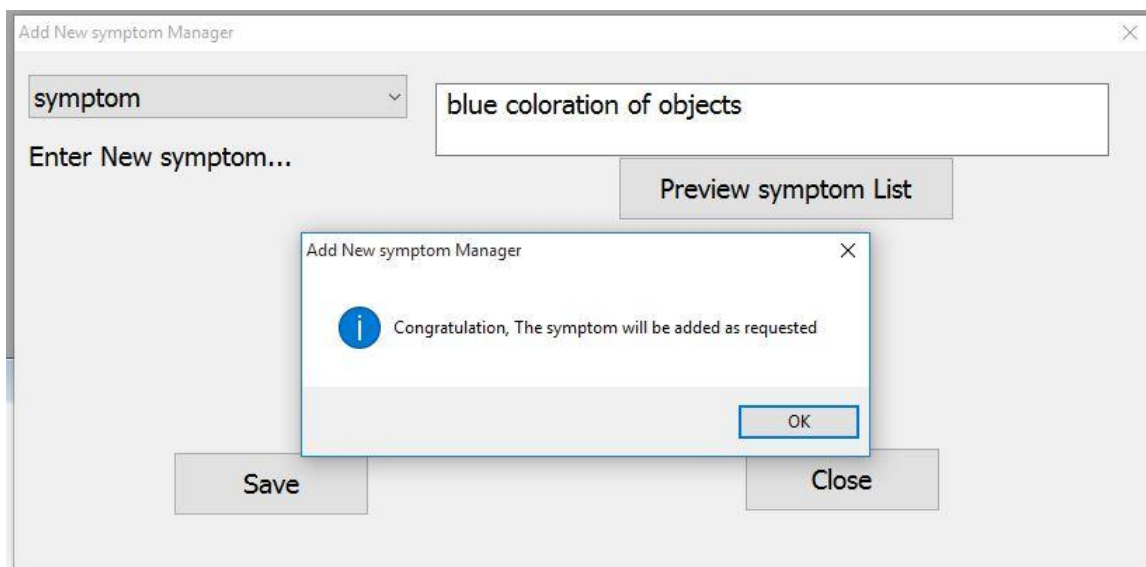 Add New symptom Manager
symptom
blue coloration of objects
Enter New symptom...
Preview symptom List
Add New symptom Manager
Congratulation, The symptom will be added as requested
OK
Save
Close